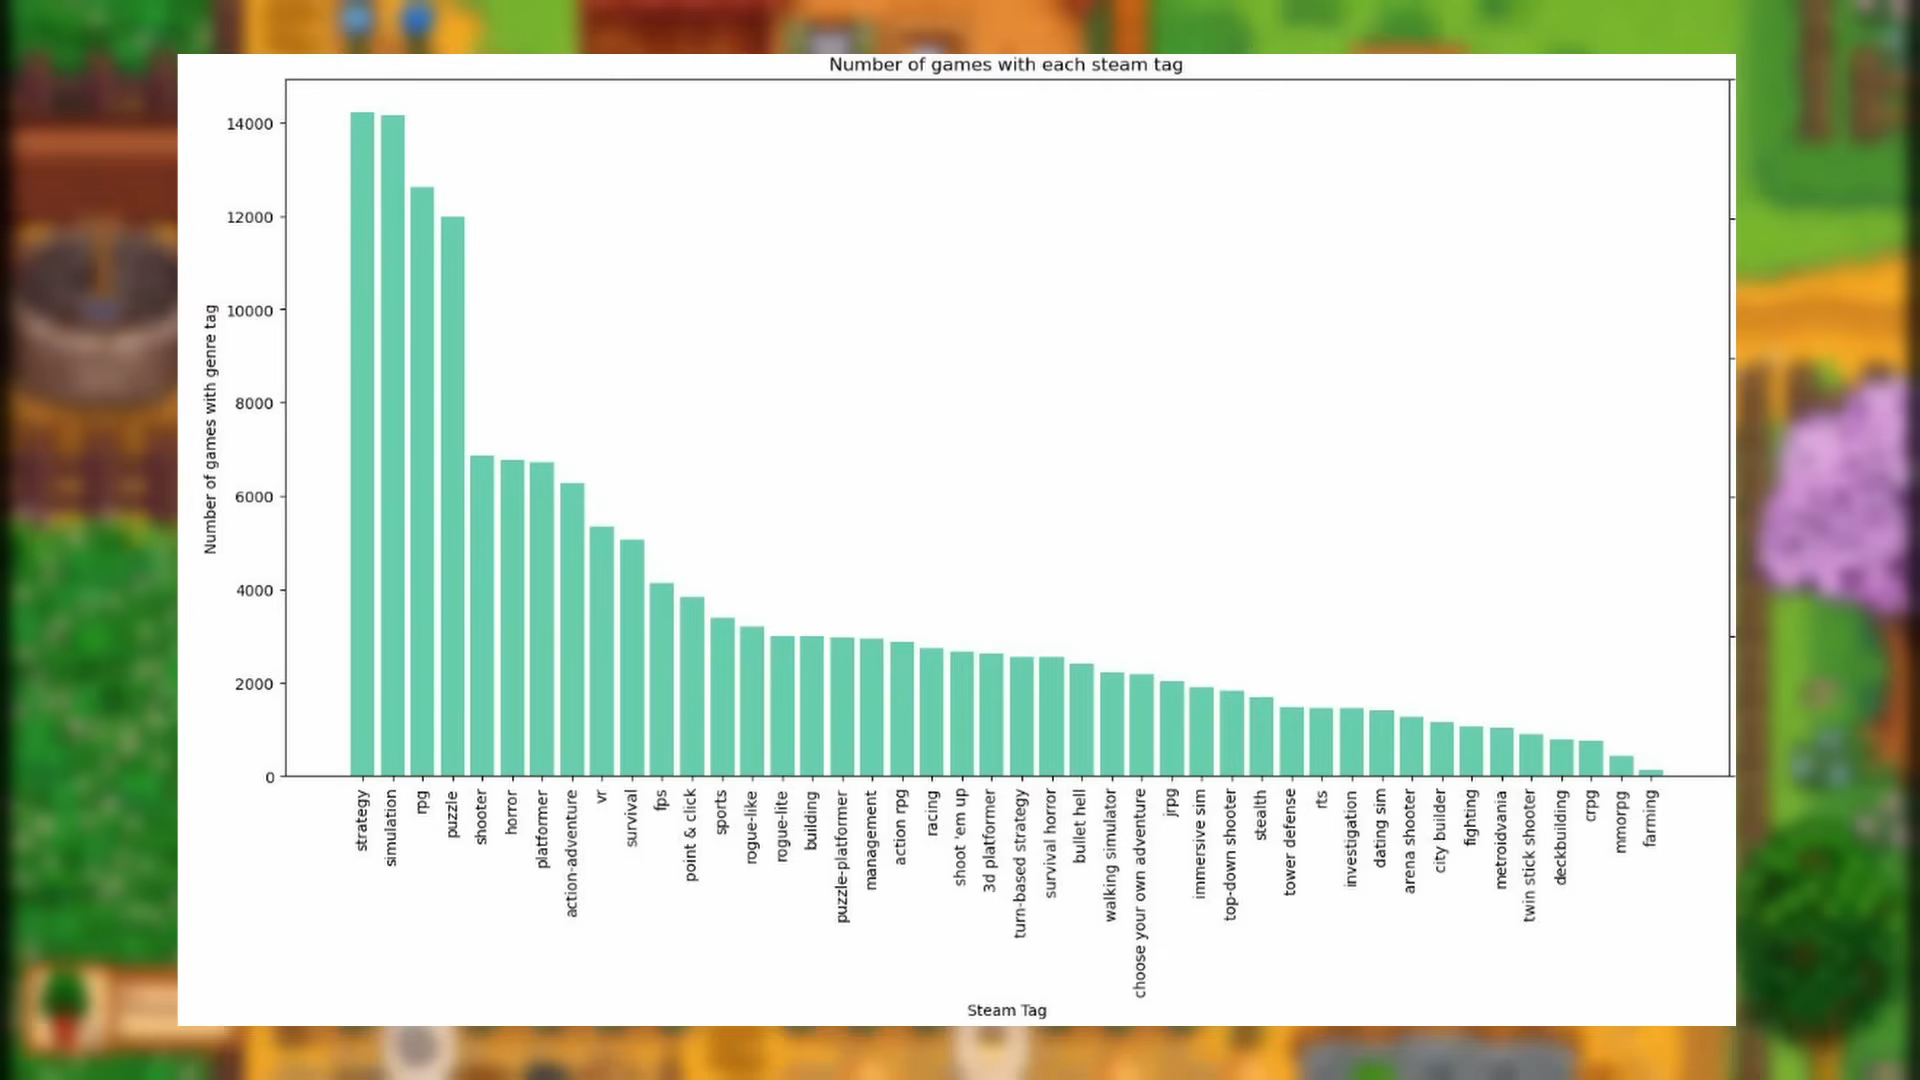 Number of games with each steam tag
14000
12000
10000
8000
6000
4000
2000
0
Number of games with genre tag
strategy
simulation
rpg
puzzle
shooter
horror
platformer
action-adventure
vr
survival
fps
point & click
sports
rogue-like
rogue-lite
building
puzzle-platformer
management
action rpg
racing
shoot 'em up
3d platformer
turn-based strategy
survival horror
bullet hell
walking simulator
choose your own adventure
jrpg
immersive sim
top-down shooter
stealth
tower defense
rts
investigation
dating sim
arena shooter
city builder
fighting
metroidvania
twin stick shooter
deckbuilding
crpg
mmorpg
farming
Steam Tag